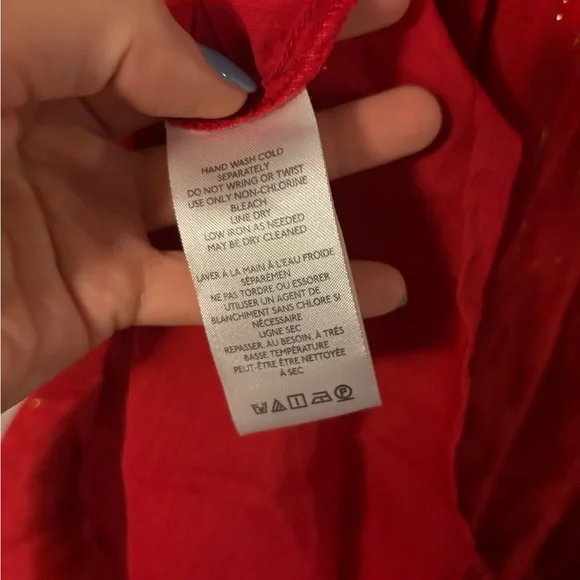 HAND WASH COLD
SEPARATELY
DO NOT WRING OR TWIST
USE ONLY NON-CHLORINE
BLEACH
LINE DRY
LOW IRON AS NEEDED
MAY BE DRY CLEANED
LAVER À LA MAIN À L'EAU FROIDE
SÉPARÉMEN
NE PAS TORDRE OU ESSORER
UTILISER UN AGENT DE
BLANCHIMENT SANS CHLORE SI
NÉCESSAIRE
LIGNE SEC
REPASSER, AU BESOIN, À TRÈS
BASSE TEMPÉRATURE
PEUT-ÊTRE ÊTRE NETTOYÉE
À SEC
P